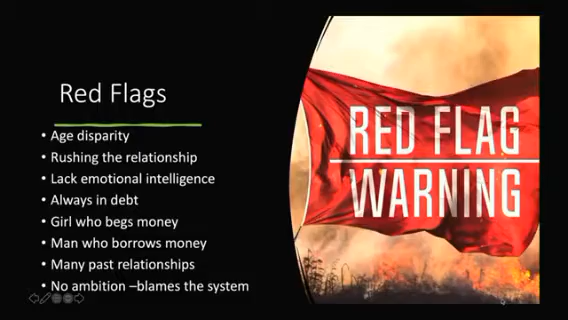 Red Flags
• Age disparity
• Rushing the relationship
• Lack emotional intelligence
• Always in debt
• Girl who begs money
• Man who borrows money
• Many past relationships
• No ambition –blames the system
RED FLAG
WARNING